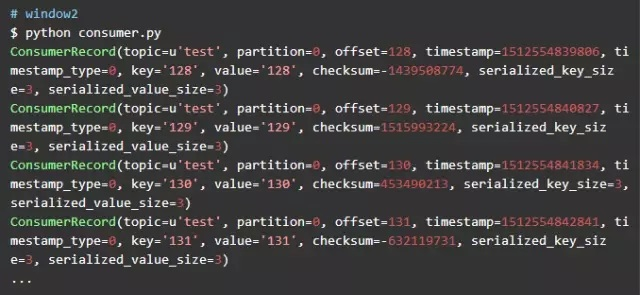 # window2
$ python consumer.py
ConsumerRecord(topic=u'test', partition=0, offset=128, timestamp=1512554839806, ti
mestamp_type=0, key='128', value='128', checksum=-1439508774, serialized_key_siz
e=3, serialized_value_size=3)
ConsumerRecord(topic=u'test', partition=0, offset=129, timestamp=1512554840827, ti
mestamp_type=0, key='129', value='129', checksum=1515993224, serialized_key_siz
e=3, serialized_value_size=3)
ConsumerRecord(topic=u'test', partition=0, offset=130, timestamp=1512554841834, ti
mestamp_type=0, key='130', value='130', checksum=453490213, serialized_key_size=3,
serialized_value_size=3)
ConsumerRecord(topic=u'test', partition=0, offset=131, timestamp=1512554842841, ti
mestamp_type=0, key='131', value='131', checksum=-632119731, serialized_key_siz
e=3, serialized_value_size=3)
...